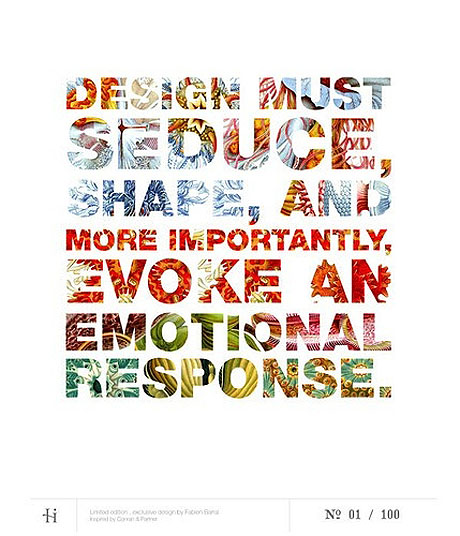 DESIGN MUST
SEDUCE,
SHAPE, AND
MORE IMPORTANTLY,
EVOKE AN
EMOTIONAL
RESPONSE.
Limited edition , exclusive design by Fabien Barral
Inspired by Conran & Partner
Nº 01 / 100